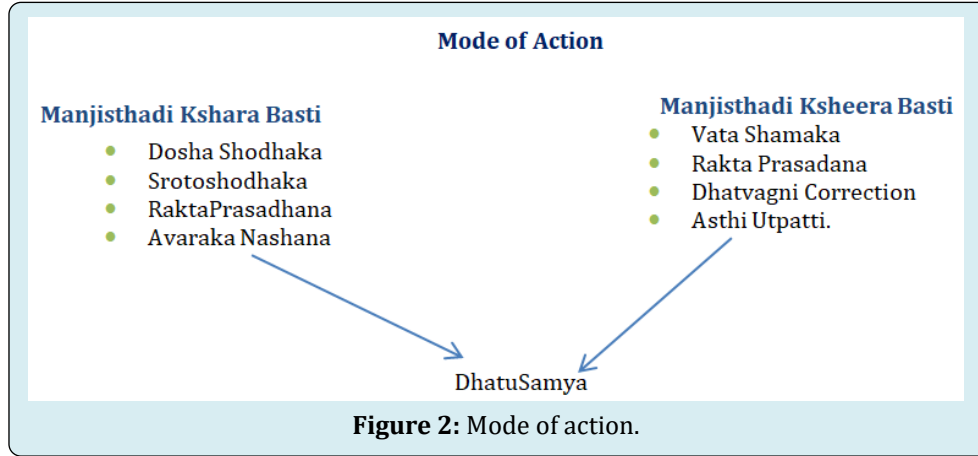 Mode of Action
Manjisthadi Kshara Basti
Dosha Shodhaka
Srotoshodhaka
RaktaPrasadhana
Avaraka Nashana
Manjisthadi Ksheera Basti
Vata Shamaka
Rakta Prasadana
Dhatvagni Correction
Asthi Utpatti.
DhatuSamya
Figure 2: Mode of action.